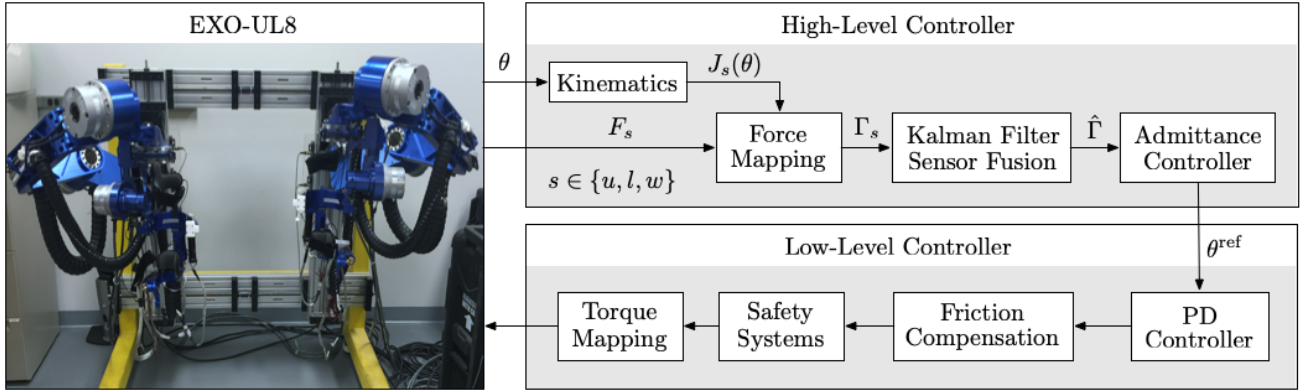 EXO-UL8
High-Level Controller
θ
Kinematics
J_s(θ)
F_s
s ∈ {u, l, w}
Force
Mapping
Γ_s
Kalman Filter
Sensor Fusion
Γ̂
Admittance
Controller
θ^ref
Low-Level Controller
PD
Controller
Friction
Compensation
Safety
Systems
Torque
Mapping